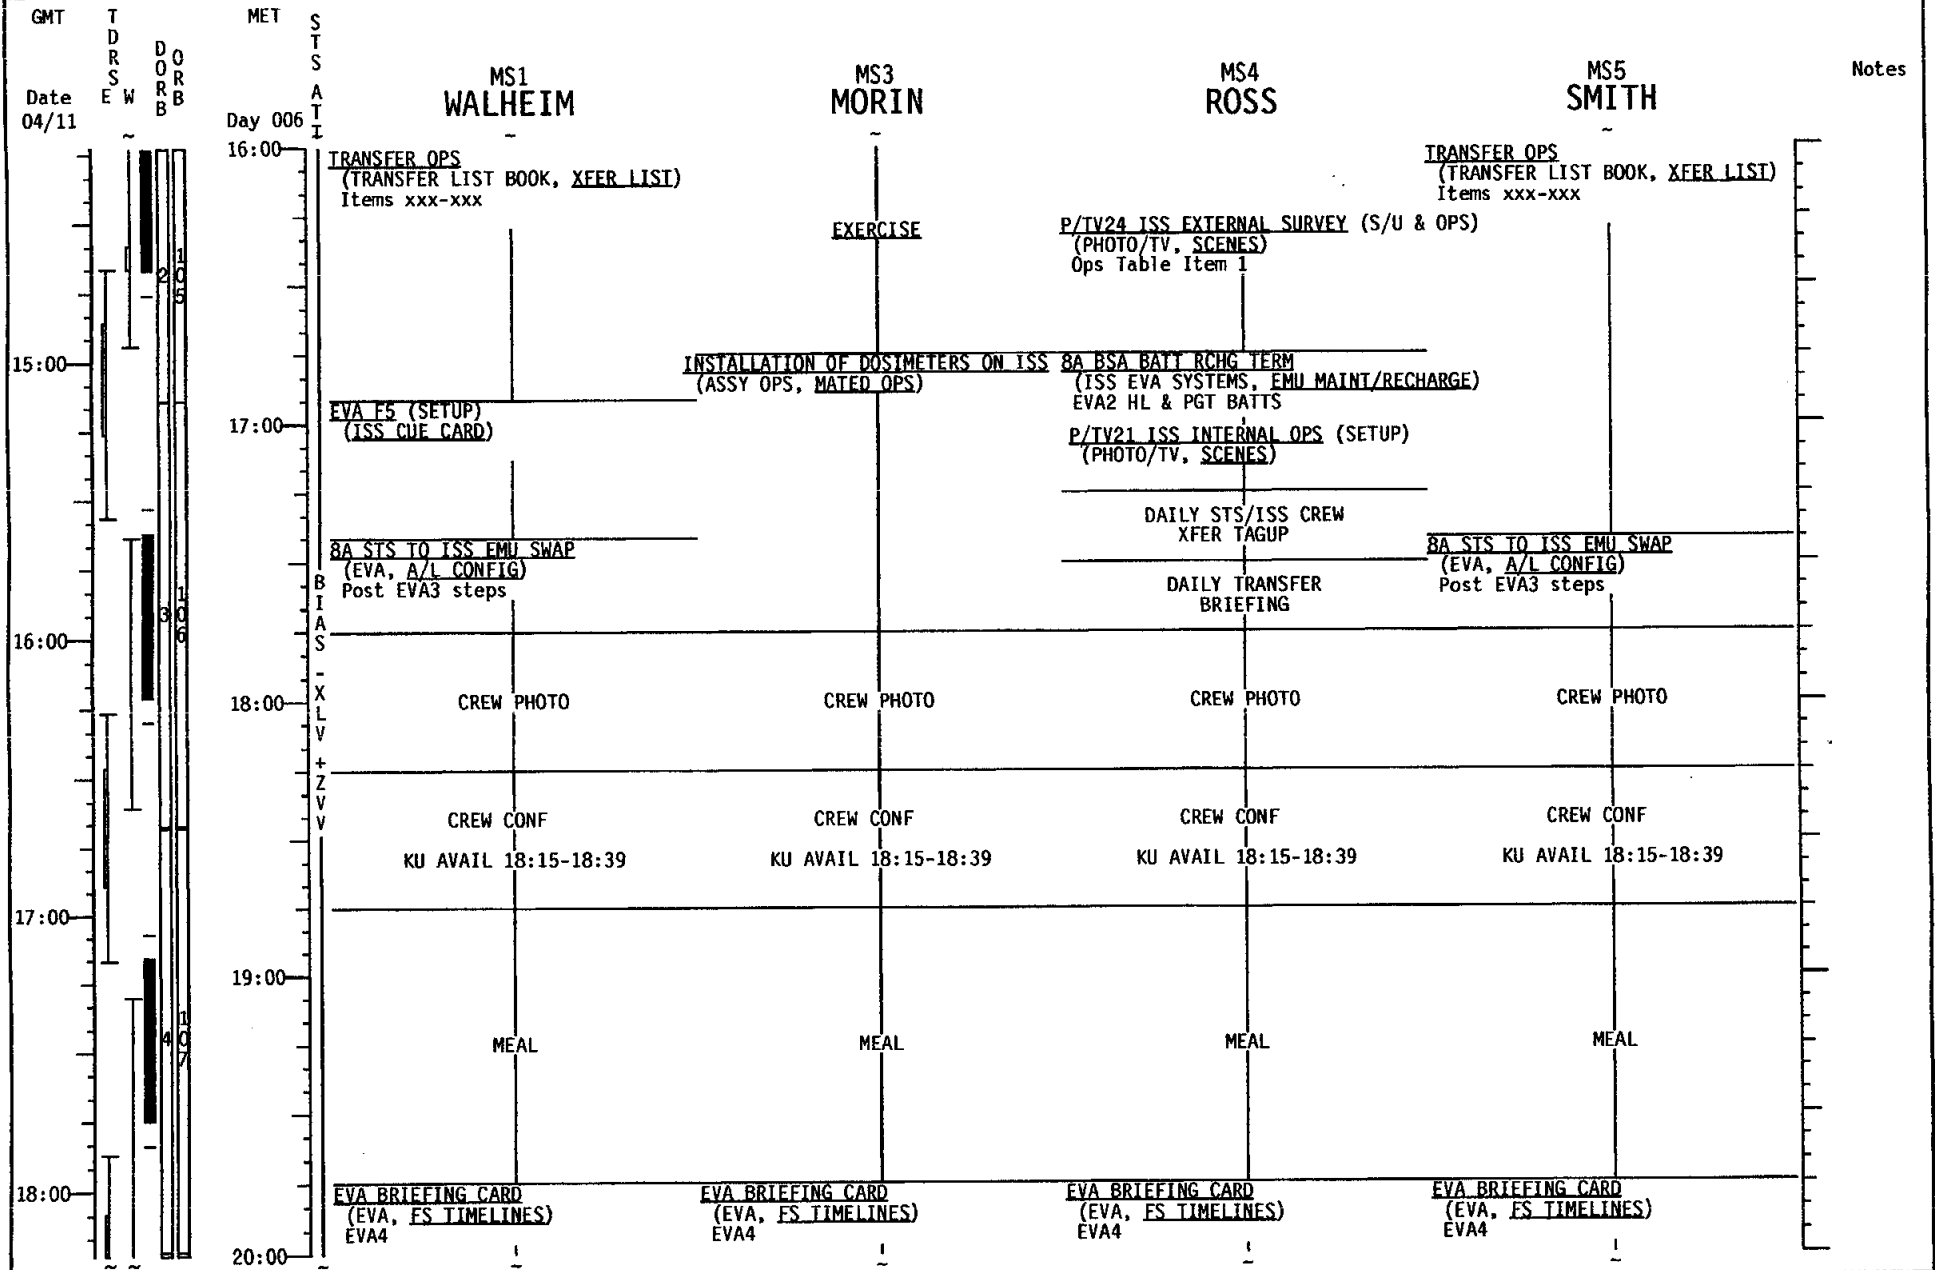 GMT
TDRS
E W
DORB
ORB
MET
STS ATT
Date
04/11
Day 006
MS1
WALHEIM
MS3
MORIN
MS4
ROSS
MS5
SMITH
Notes
16:00
15:00
17:00
16:00
18:00
17:00
19:00
18:00
20:00
2
105
3
106
4
107
BIAS -XLV +ZVV
TRANSFER OPS
(TRANSFER LIST BOOK, XFER LIST)
Items xxx-xxx
EVA F5 (SETUP)
(ISS CUE CARD)
8A STS TO ISS EMU SWAP
(EVA, A/L CONFIG)
Post EVA3 steps
CREW PHOTO
CREW CONF
KU AVAIL 18:15-18:39
MEAL
EVA BRIEFING CARD
(EVA, FS TIMELINES)
EVA4
EXERCISE
INSTALLATION OF DOSIMETERS ON ISS
(ASSY OPS, MATED OPS)
CREW PHOTO
CREW CONF
KU AVAIL 18:15-18:39
MEAL
EVA BRIEFING CARD
(EVA, FS TIMELINES)
EVA4
P/TV24 ISS EXTERNAL SURVEY (S/U & OPS)
(PHOTO/TV, SCENES)
Ops Table Item 1
8A BSA BATT RCHG TERM
(ISS EVA SYSTEMS, EMU MAINT/RECHARGE)
EVA2 HL & PGT BATTS
P/TV21 ISS INTERNAL OPS (SETUP)
(PHOTO/TV, SCENES)
DAILY STS/ISS CREW
XFER TAGUP
DAILY TRANSFER
BRIEFING
CREW PHOTO
CREW CONF
KU AVAIL 18:15-18:39
MEAL
EVA BRIEFING CARD
(EVA, FS TIMELINES)
EVA4
TRANSFER OPS
(TRANSFER LIST BOOK, XFER LIST)
Items xxx-xxx
8A STS TO ISS EMU SWAP
(EVA, A/L CONFIG)
Post EVA3 steps
CREW PHOTO
CREW CONF
KU AVAIL 18:15-18:39
MEAL
EVA BRIEFING CARD
(EVA, FS TIMELINES)
EVA4